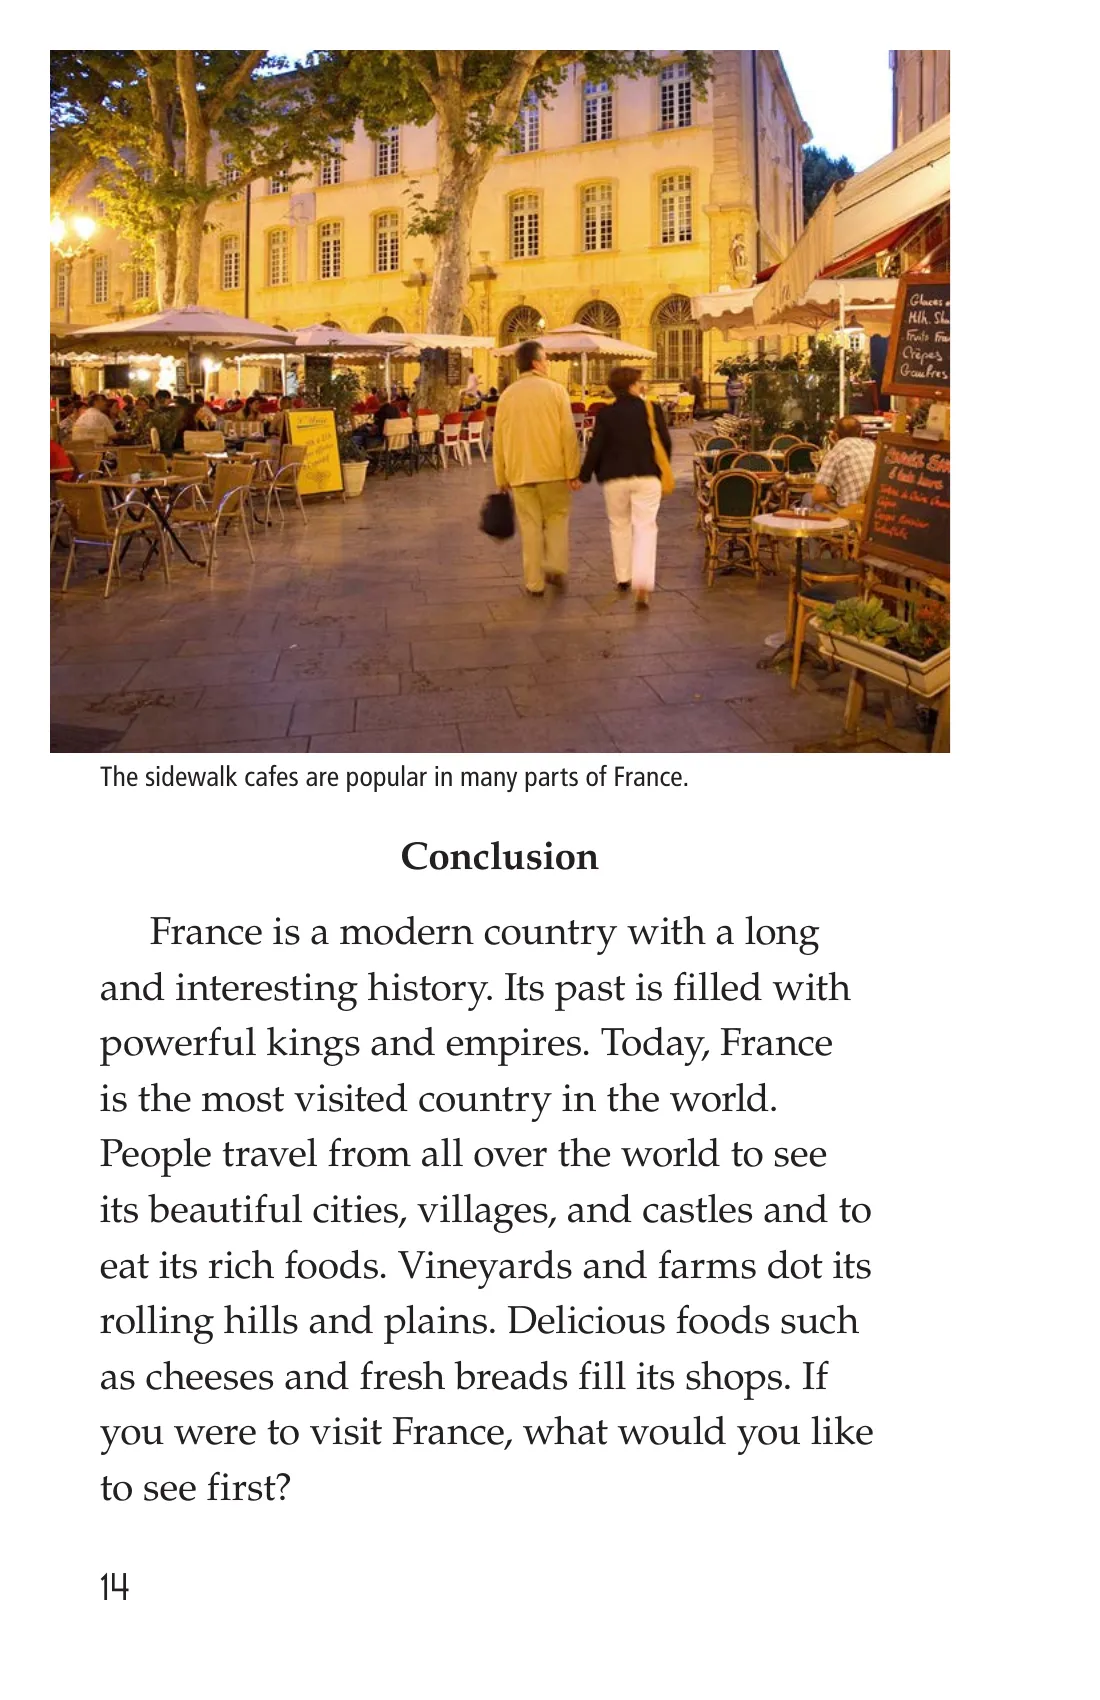 Glaces
Crêpes
Gaufres
The sidewalk cafes are popular in many parts of France.
Conclusion
France is a modern country with a long
and interesting history. Its past is filled with
powerful kings and empires. Today, France
is the most visited country in the world.
People travel from all over the world to see
its beautiful cities, villages, and castles and to
eat its rich foods. Vineyards and farms dot its
rolling hills and plains. Delicious foods such
as cheeses and fresh breads fill its shops. If
you were to visit France, what would you like
to see first?
14